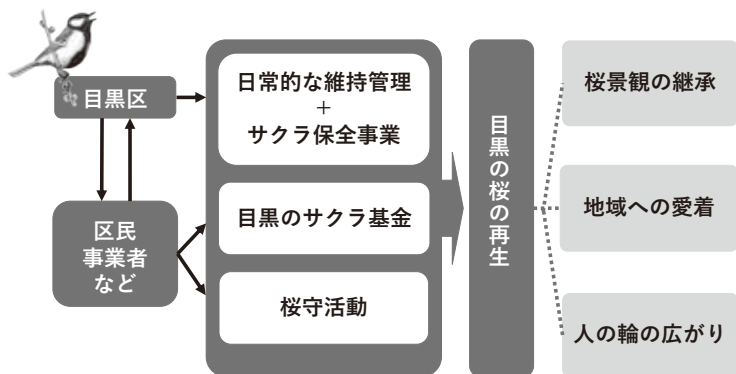 目黒区
区民
事業者
など
日常的な維持管理
+
サクラ保全事業
目黒のサクラ基金
桜守活動
目黒の桜の再生
桜景観の継承
地域への愛着
人の輪の広がり